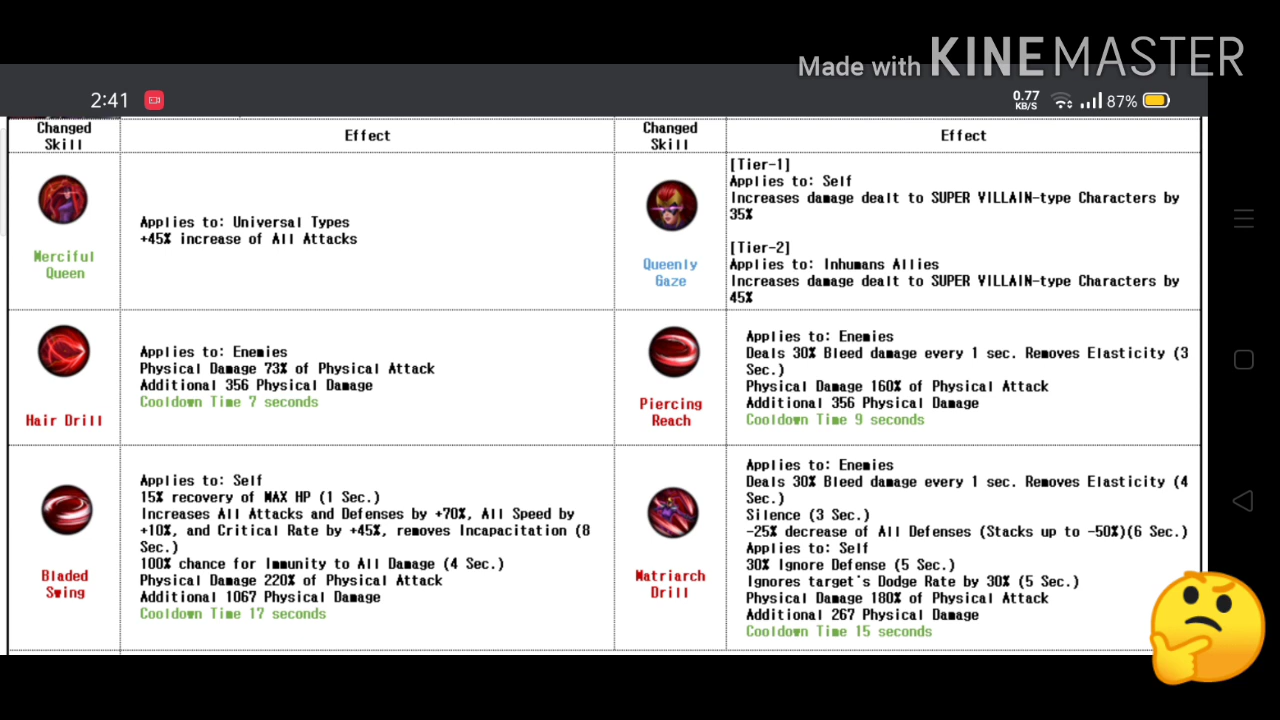 Made with KINEMASTER
2:41
0.77
KB/S
87%
Changed
Skill
Effect
Changed
Skill
Effect
Merciful
Queen
Applies to: Universal Types
+45% increase of All Attacks
Queenly
Gaze
[Tier-1]
Applies to: Self
Increases damage dealt to SUPER VILLAIN-type Characters by
35%
[Tier-2]
Applies to: Inhumans Allies
Increases damage dealt to SUPER VILLAIN-type Characters by
45%
Hair Drill
Applies to: Enemies
Physical Damage 73% of Physical Attack
Additional 356 Physical Damage
Cooldown Time 7 seconds
Piercing
Reach
Applies to: Enemies
Deals 30% Bleed damage every 1 sec. Removes Elasticity (3
Sec.)
Physical Damage 160% of Physical Attack
Additional 356 Physical Damage
Cooldown Time 9 seconds
Bladed
Swing
Applies to: Self
15% recovery of MAX HP (1 Sec.)
Increases All Attacks and Defenses by +70%, All Speed by
+10%, and Critical Rate by +45%, removes Incapacitation (8
Sec.)
100% chance for Immunity to All Damage (4 Sec.)
Physical Damage 220% of Physical Attack
Additional 1067 Physical Damage
Cooldown Time 17 seconds
Matriarch
Drill
Applies to: Enemies
Deals 30% Bleed damage every 1 sec. Removes Elasticity (4
Sec.)
Silence (3 Sec.)
-25% decrease of All Defenses (Stacks up to -50%)(6 Sec.)
Applies to: Self
30% Ignore Defense (5 Sec.)
Ignores target's Dodge Rate by 30% (5 Sec.)
Physical Damage 180% of Physical Attack
Additional 267 Physical Damage
Cooldown Time 15 seconds